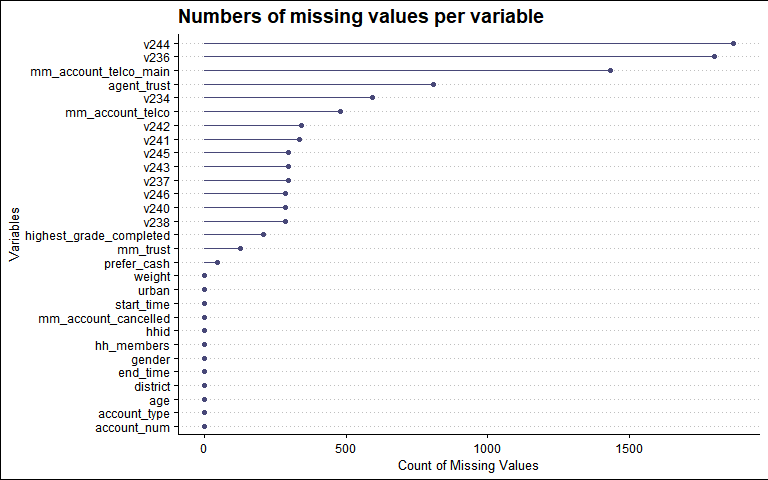 Numbers of missing values per variable
v244
v236
mm_account_telco_main
agent_trust
v234
mm_account_telco
v242
v241
v245
v243
v237
v246
v240
v238
highest_grade_completed
mm_trust
prefer_cash
weight
urban
start_time
mm_account_cancelled
hhid
hh_members
gender
end_time
district
age
account_type
account_num
Variables
0 500 1000 1500
Count of Missing Values